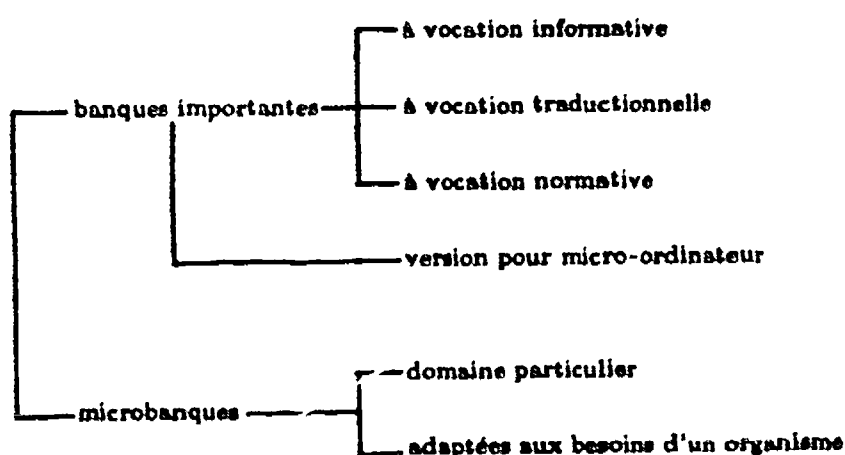 à vocation informative
banques importantes
à vocation traductionnelle
à vocation normative
version pour micro-ordinateur
domaine particulier
microbanques
adaptées aux besoins d'un organisme